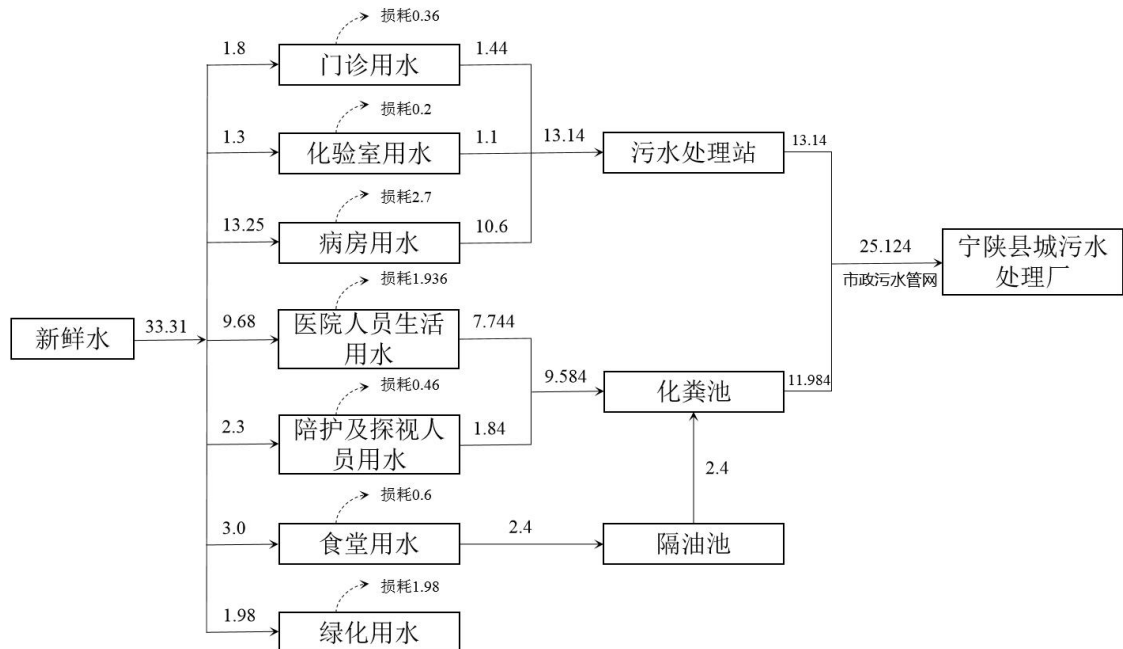 损耗0.36
1.8
门诊用水
1.44
损耗0.2
1.3
化验室用水
1.1
13.14
污水处理站
13.14
损耗2.7
13.25
病房用水
10.6
25.124
市政污水管网
宁陕县城污水
处理厂
损耗1.936
新鲜水
33.31
9.68
医院人员生活
用水
7.744
9.584
化粪池
11.984
损耗0.46
2.3
陪护及探视人
员用水
1.84
2.4
损耗0.6
3.0
食堂用水
2.4
隔油池
损耗1.98
1.98
绿化用水